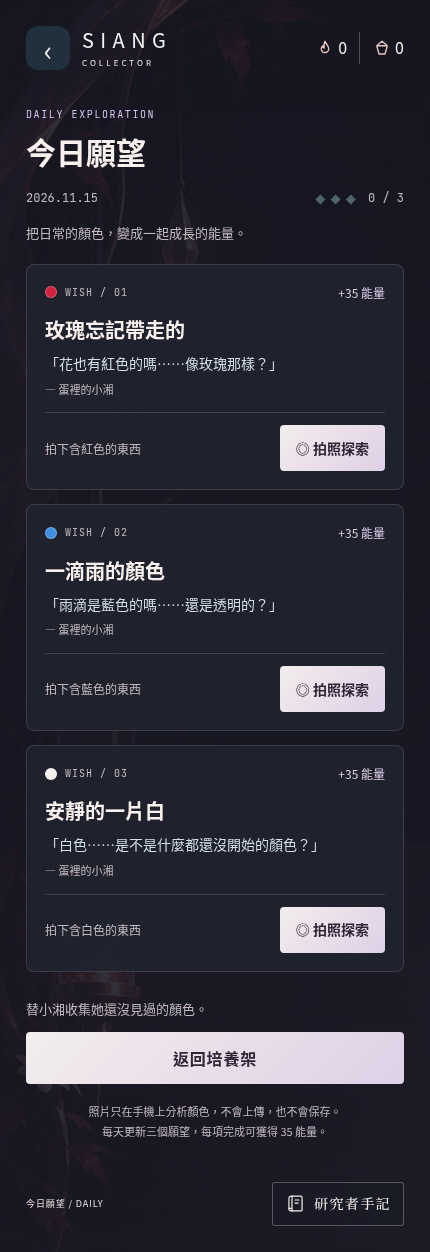 SIANG
COLLECTOR
0
0
DAILY EXPLORATION
今日願望
2026.11.15
0 / 3
把日常的顏色，變成一起成長的能量。
WISH / 01
+35 能量
玫瑰忘記帶走的
「花也有紅色的嗎⋯⋯像玫瑰那樣？」
— 蛋裡的小湘
拍下含紅色的東西
◎ 拍照探索
WISH / 02
+35 能量
一滴雨的顏色
「雨滴是藍色的嗎⋯⋯還是透明的？」
— 蛋裡的小湘
拍下含藍色的東西
◎ 拍照探索
WISH / 03
+35 能量
安靜的一片白
「白色⋯⋯是不是什麼都還沒開始的顏色？」
— 蛋裡的小湘
拍下含白色的東西
◎ 拍照探索
替小湘收集她還沒見過的顏色。
返回培養架
照片只在手機上分析顏色，不會上傳，也不會保存。
每天更新三個願望，每項完成可獲得 35 能量。
今日願望 / DAILY
研究者手記